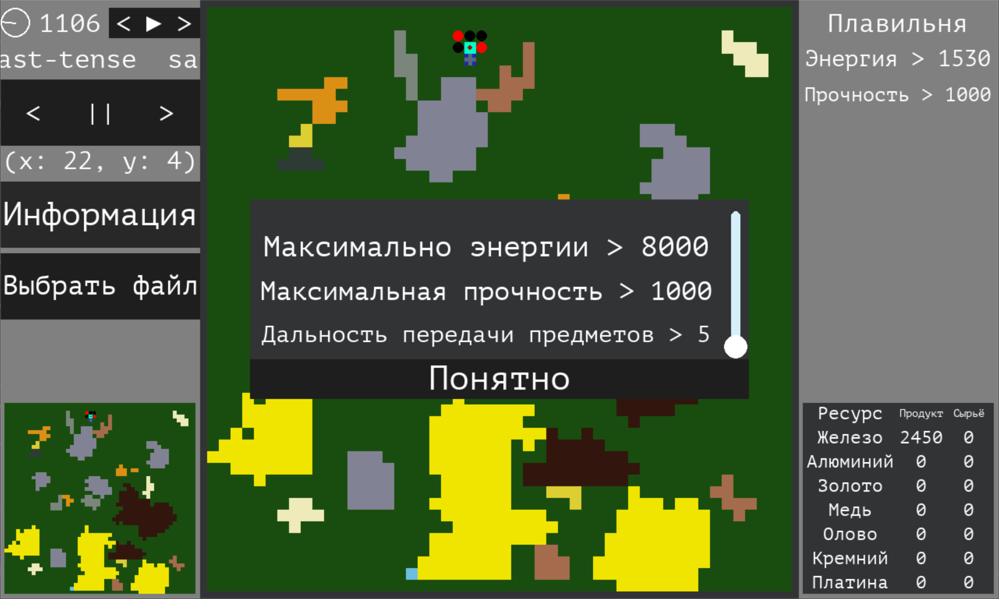 1106 < ▶ >
ast-tense sa
< || >
(x: 22, y: 4)
Информация
Выбрать файл
Максимально энергии > 8000
Максимальная прочность > 1000
Дальность передачи предметов > 5
Понятно
Плавильня
Энергия > 1530
Прочность > 1000
Ресурс Продукт Сырьё
Железо 2450 0
Алюминий 0 0
Золото 0 0
Медь 0 0
Олово 0 0
Кремний 0 0
Платина 0 0